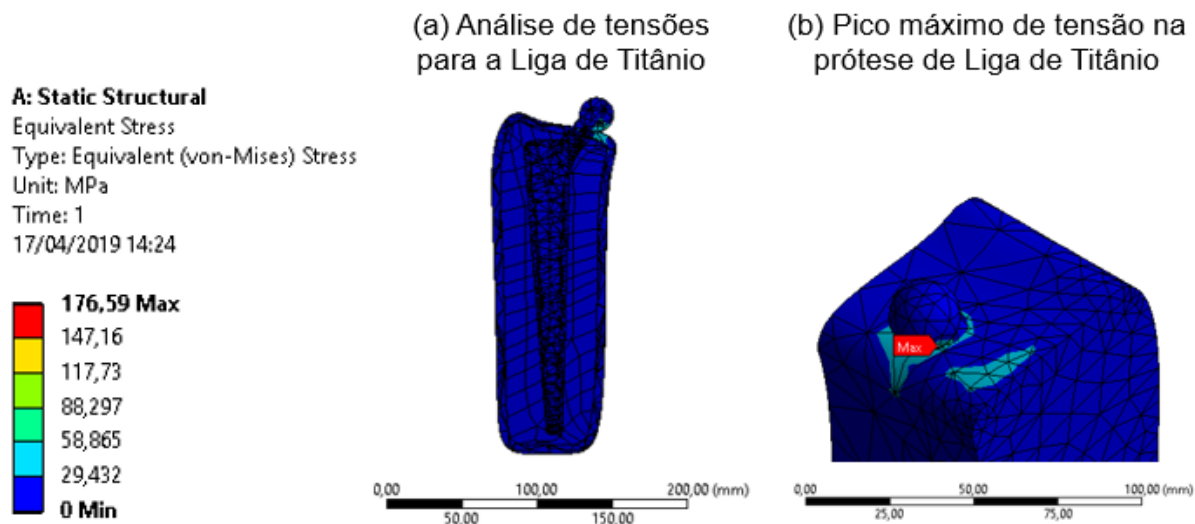 (a) Análise de tensões
para a Liga de Titânio
(b) Pico máximo de tensão na
prótese de Liga de Titânio
A: Static Structural
Equivalent Stress
Type: Equivalent (von-Mises) Stress
Unit: MPa
Time: 1
17/04/2019 14:24
176,59 Max
147,16
117,73
88,297
58,865
29,432
0 Min
Max
0,00 100,00 200,00 (mm)
50,00 150,00
0,00 50,00 100,00 (mm)
25,00 75,00